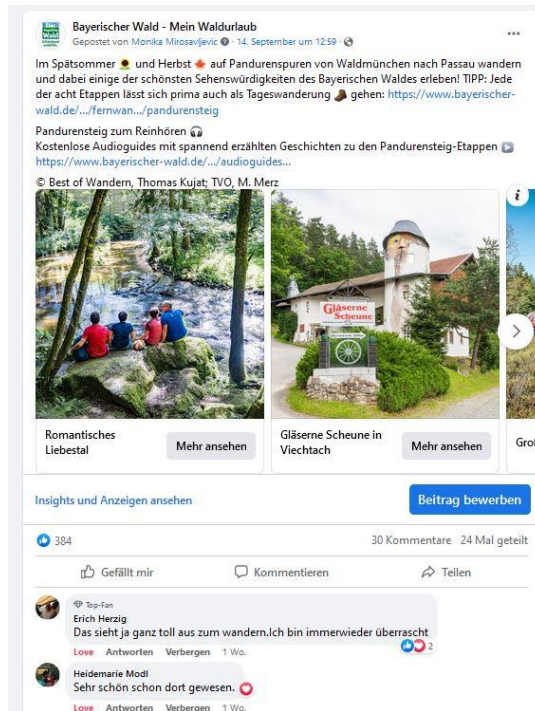 Bayerischer Wald - Mein Waldurlaub
Gepostet von Monika Mirosavljevic · 14. September um 12:59 ·
Im Spätsommer 🌻 und Herbst 🍁 auf Pandurenspuren von Waldmünchen nach Passau wandern
und dabei einige der schönsten Sehenswürdigkeiten des Bayerischen Waldes erleben! TIPP: Jede
der acht Etappen lässt sich prima auch als Tageswanderung 🥾 gehen: https://www.bayerischer-
wald.de/.../fernwan.../pandurensteig
Pandurensteig zum Reinhören 🎧
Kostenlose Audioguides mit spannend erzählten Geschichten zu den Pandursteig-Etappen ▶️
https://www.bayerischer-wald.de/.../audioguides...
© Best of Wandern, Thomas Kujat; TVO, M. Merz
Gläserne
Scheune
Romantisches
Liebestal
Mehr ansehen
Gläserne Scheune in
Viechtach
Mehr ansehen
Insights und Anzeigen ansehen
Beitrag bewerben
384
30 Kommentare 24 Mal geteilt
Gefällt mir
Kommentieren
Teilen
Top-Fan
Erich Herzig
Das sieht ja ganz toll aus zum wandern.Ich bin immerwieder überrascht
2
Love Antworten Verbergen 1 Wo.
Heidemarie Modl
Sehr schön schon dort gewesen. ❤️
Love Antworten Verbergen 1 Wo.